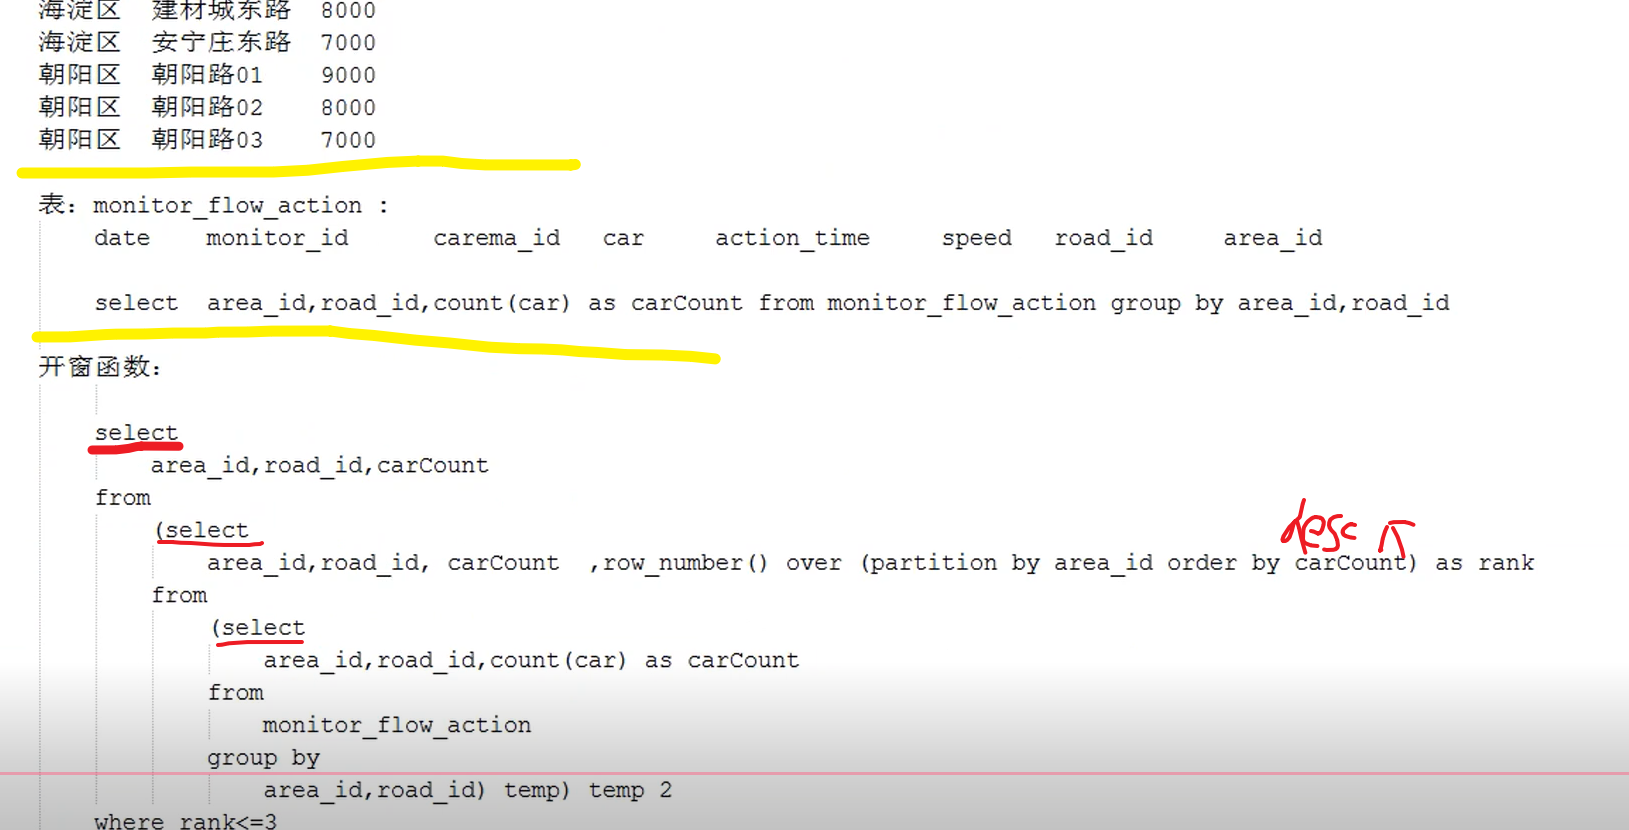 海淀区 建材城东路 8000
海淀区 安宁庄东路 7000
朝阳区 朝阳路01 9000
朝阳区 朝阳路02 8000
朝阳区 朝阳路03 7000
表: monitor_flow_action :
date monitor_id carema_id car action_time speed road_id area_id
select area_id,road_id,count(car) as carCount from monitor_flow_action group by area_id,road_id
开窗函数:
select
area_id,road_id,carCount
from
(select
desc
area_id,road_id, carCount ,row_number() over (partition by area_id order by carCount) as rank
from
(select
area_id,road_id,count(car) as carCount
from
monitor_flow_action
group by
area_id,road_id) temp) temp 2
where rank<=3